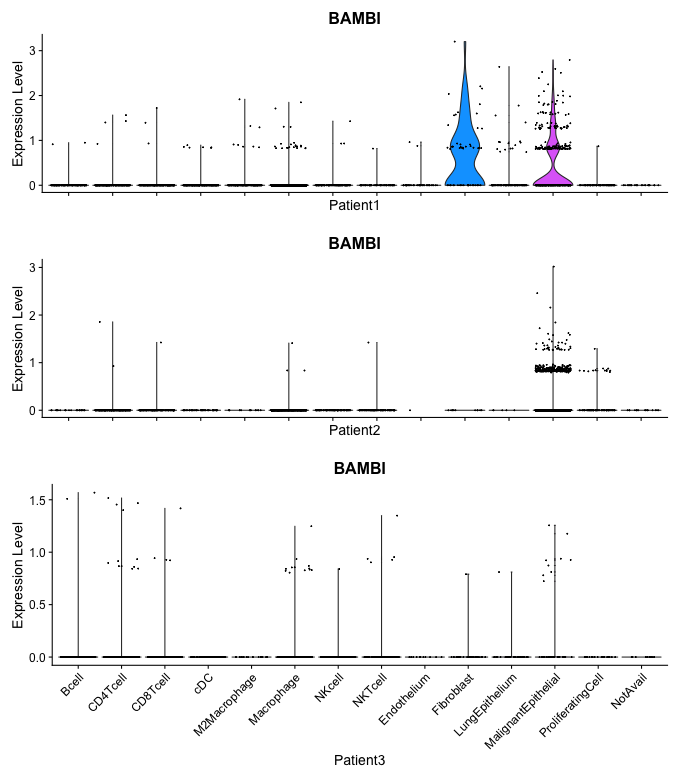 BAMBI
Expression Level
3
2
1
0
Patient1
BAMBI
Expression Level
3
2
1
0
Patient2
BAMBI
Expression Level
1.5
1.0
0.5
0.0
Bcell
CD4Tcell
CD8Tcell
cDC
M2Macrophage
Macrophage
NKcell
NKTcell
Endothelium
Fibroblast
LungEpithelium
MalignantEpithelial
ProliferatingCell
NotAvail
Patient3